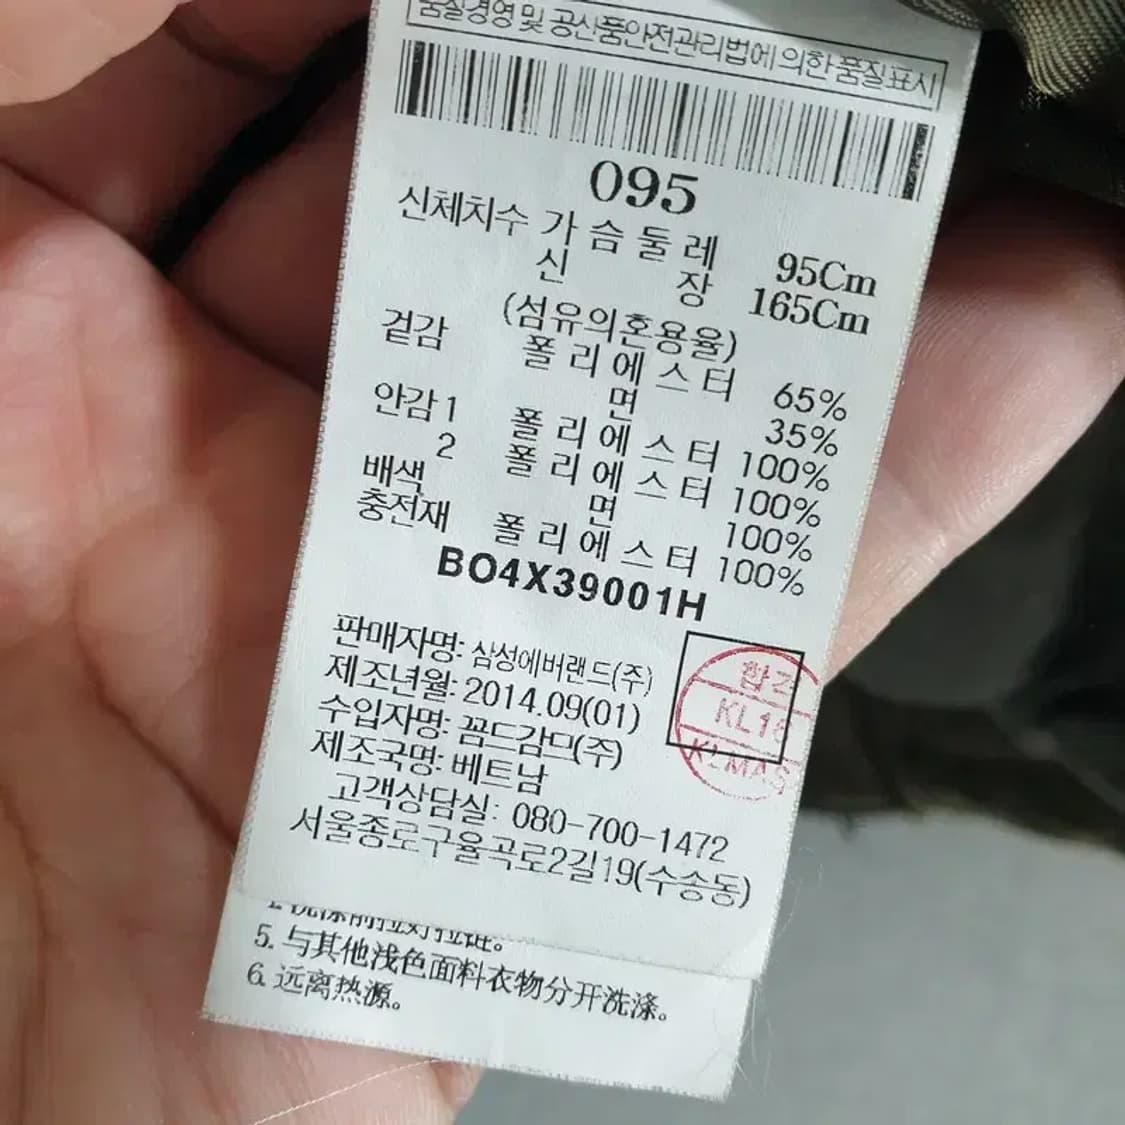 품질경영 및 공산품안전관리법에 의한 품질표시
095
신체치수 가슴둘레 95Cm
신장 165Cm
(섬유의혼용율)
겉감 폴리에스터 65%
면 35%
안감1 폴리에스터 100%
2 폴리에스터 100%
배색 면 100%
충전재 폴리에스터 100%
BO4X39001H
판매자명: 삼성에버랜드(주)
제조년월: 2014.09(01)
수입자명: 꼼드감므(주)
제조국명: 베트남
고객상담실: 080-700-1472
서울종로구율곡로2길19(수송동)
합격
KL16
KLMAS
5. 与其他浅色面料衣物分开洗涤。
6. 远离热源。